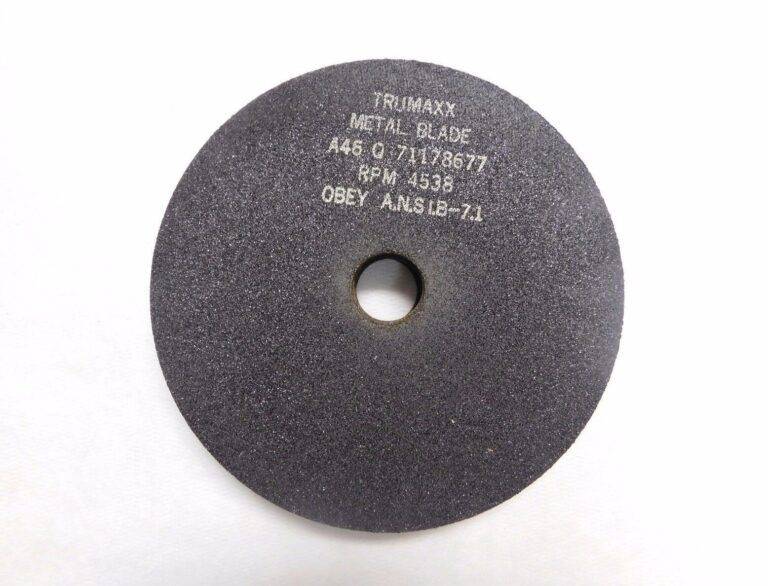 TRUMAXX
METAL BLADE
A46 Q 71178677
RPM 4538
OBEY A.N.S I.B-7.1